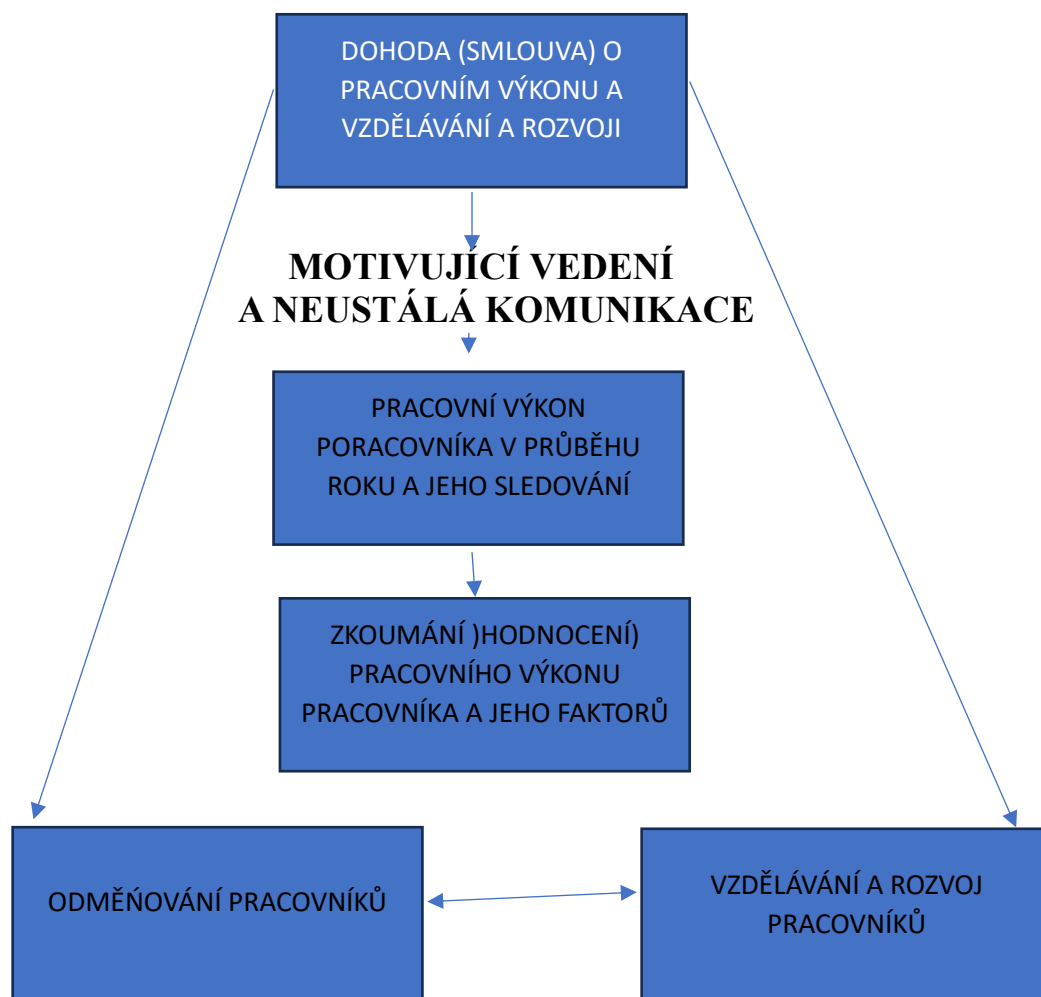 DOHODA (SMLOUVA) O
PRACOVNÍM VÝKONU A
VZDĚLÁVÁNÍ A ROZVOJI
MOTIVUJÍCÍ VEDENÍ
A NEUSTÁLÁ KOMUNIKACE
PRACOVNÍ VÝKON
PORACOVNÍKA V PRŮBĚHU
ROKU A JEHO SLEDOVÁNÍ
ZKOUMÁNÍ )HODNOCENÍ)
PRACOVNÍHO VÝKONU
PRACOVNÍKA A JEHO FAKTORŮ
ODMĚŃOVÁNÍ PRACOVNÍKŮ
VZDĚLÁVÁNÍ A ROZVOJ
PRACOVNÍKŮ